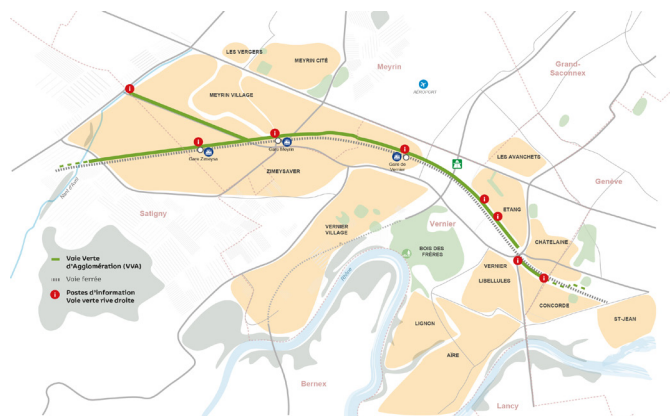 LES VERGERS
MEYRIN CITÉ
Meyrin
Grand-
Saconnex
AÉROPORT
MEYRIN VILLAGE
Gare Meyrin
Gare Zimeysa
Gare de
Vernier
LES AVANCHETS
ZIMEYSAVER
Genève
Satigny
ETANG
VERNIER
VILLAGE
Vernier
CHÂTELAINE
BOIS DES
FRÈRES
Voie Verte
d'Agglomération (VVA)
Voie ferrée
Postes d'information
Voie verte rive droite
VERNIER
LIBELLULES
Rhône
CONCORDE
ST-JEAN
LIGNON
AÏRE
Bernex
Lancy